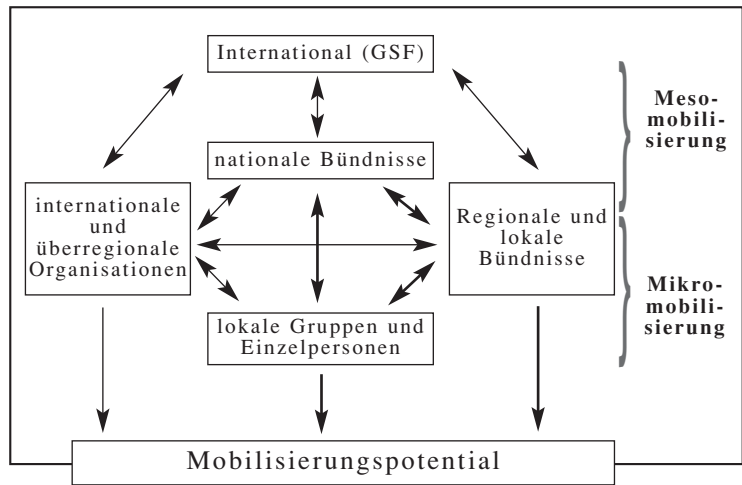 International (GSF)
Meso-
mobili-
sierung
nationale Bündnisse
internationale
und
überregionale
Organisationen
Regionale und
lokale
Bündnisse
Mikro-
mobili-
sierung
lokale Gruppen und
Einzelpersonen
Mobilisierungspotential